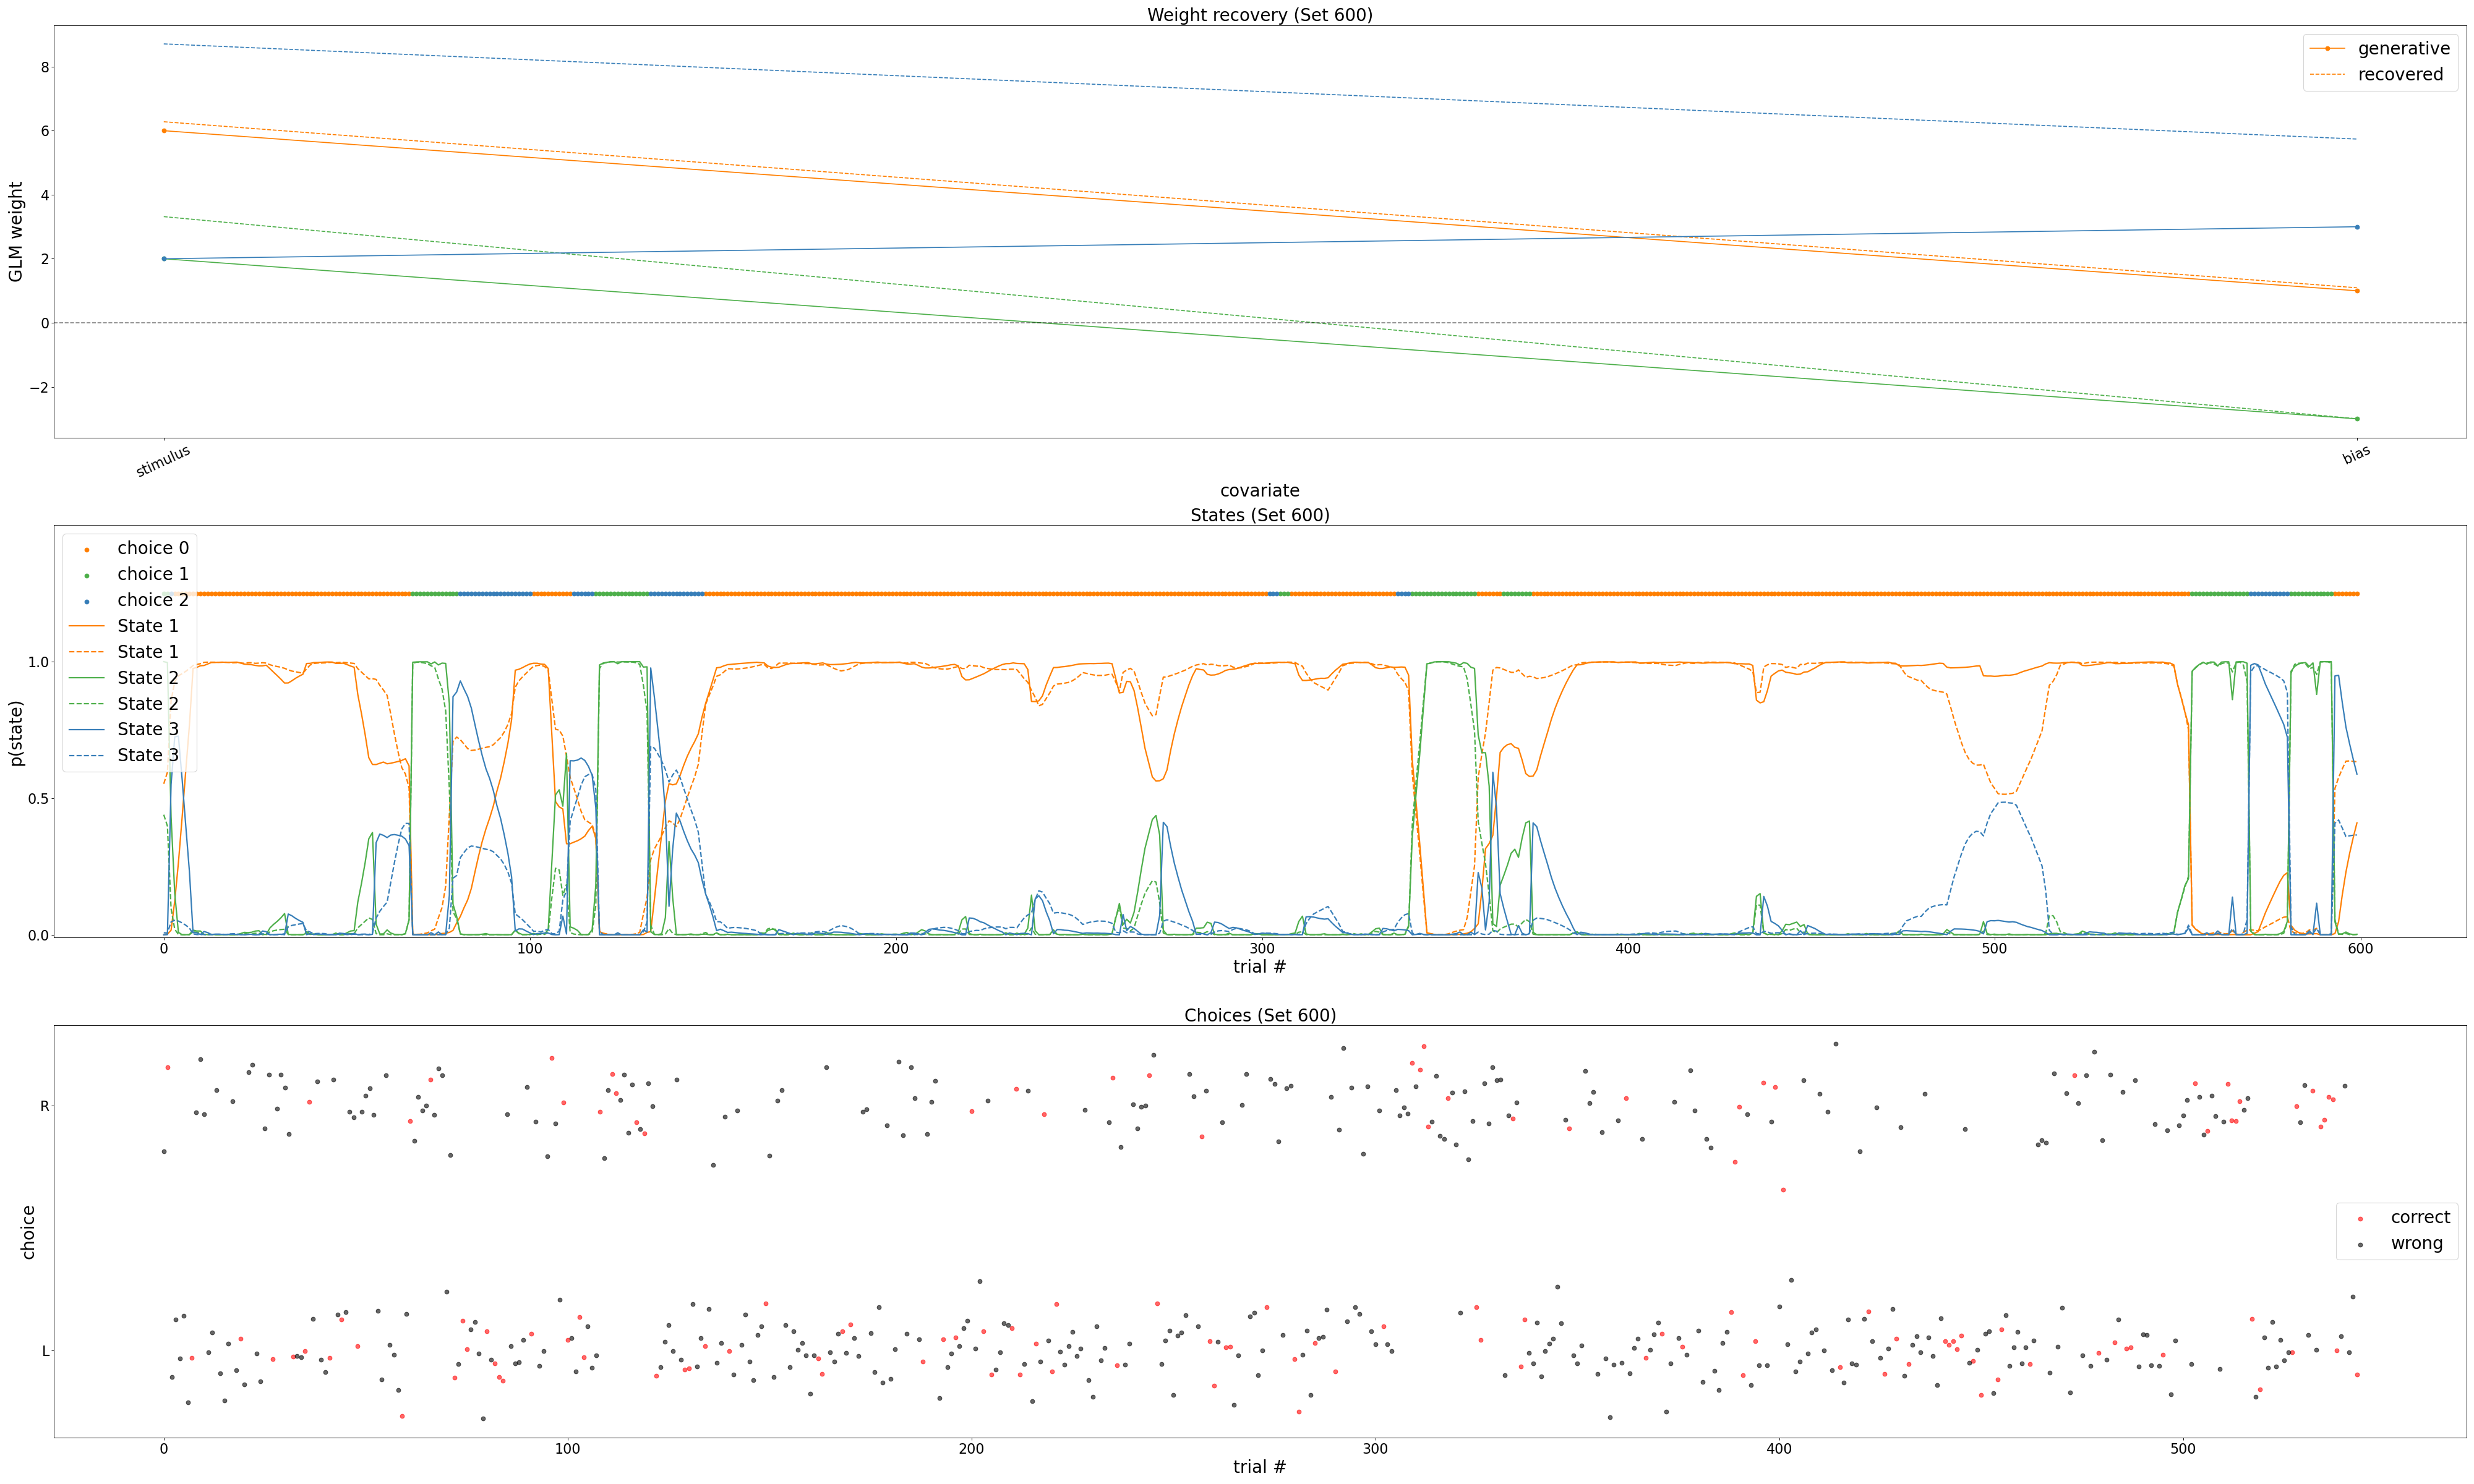 Weight recovery (Set 600)
generative
recovered
8
6
4
2
0
−2
GLM weight
stimulus
bias
covariate
States (Set 600)
choice 0
choice 1
choice 2
State 1
State 1
State 2
State 2
State 3
State 3
1.0
0.5
0.0
p(state)
0 100 200 300 400 500 600
trial #
Choices (Set 600)
R
L
choice
correct
wrong
0 100 200 300 400 500
trial #